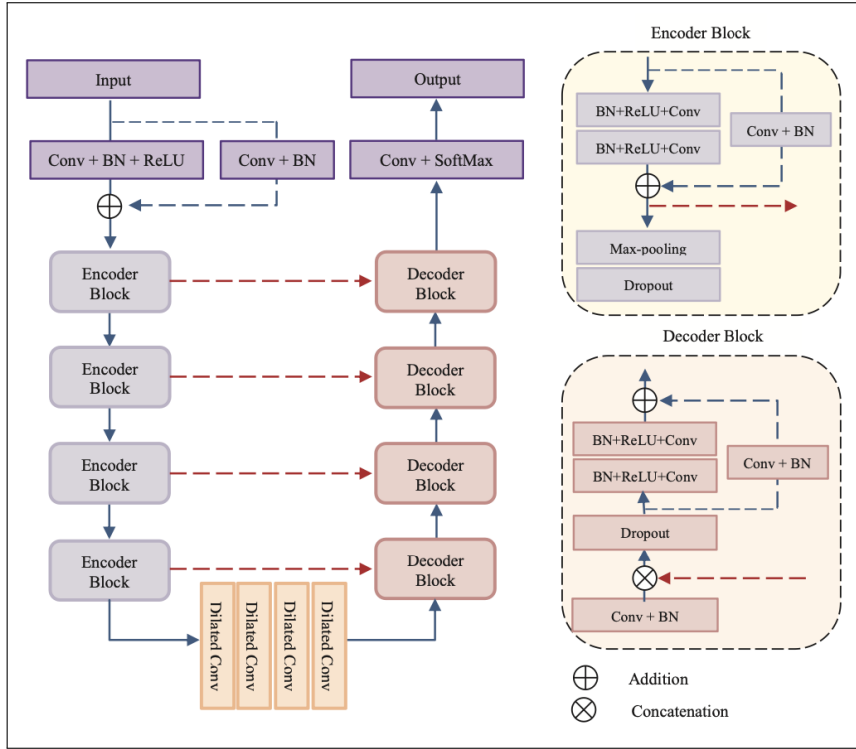 Input
Output
Conv + BN + ReLU
Conv + BN
Conv + SoftMax
Encoder
Block
Decoder
Block
Encoder
Block
Decoder
Block
Encoder
Block
Decoder
Block
Encoder
Block
Decoder
Block
Dilated Conv
Dilated Conv
Dilated Conv
Dilated Conv
Encoder Block
BN+ReLU+Conv
BN+ReLU+Conv
Conv + BN
Max-pooling
Dropout
Decoder Block
BN+ReLU+Conv
BN+ReLU+Conv
Conv + BN
Dropout
Conv + BN
Addition
Concatenation